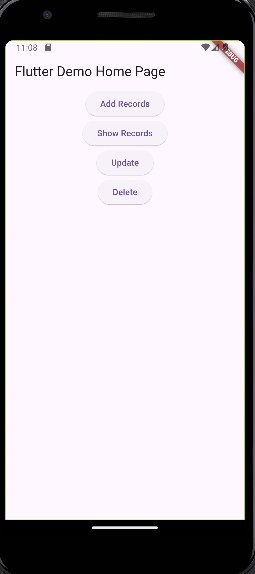 11:08
DEBUG
Flutter Demo Home Page
Add Records
Show Records
Update
Delete